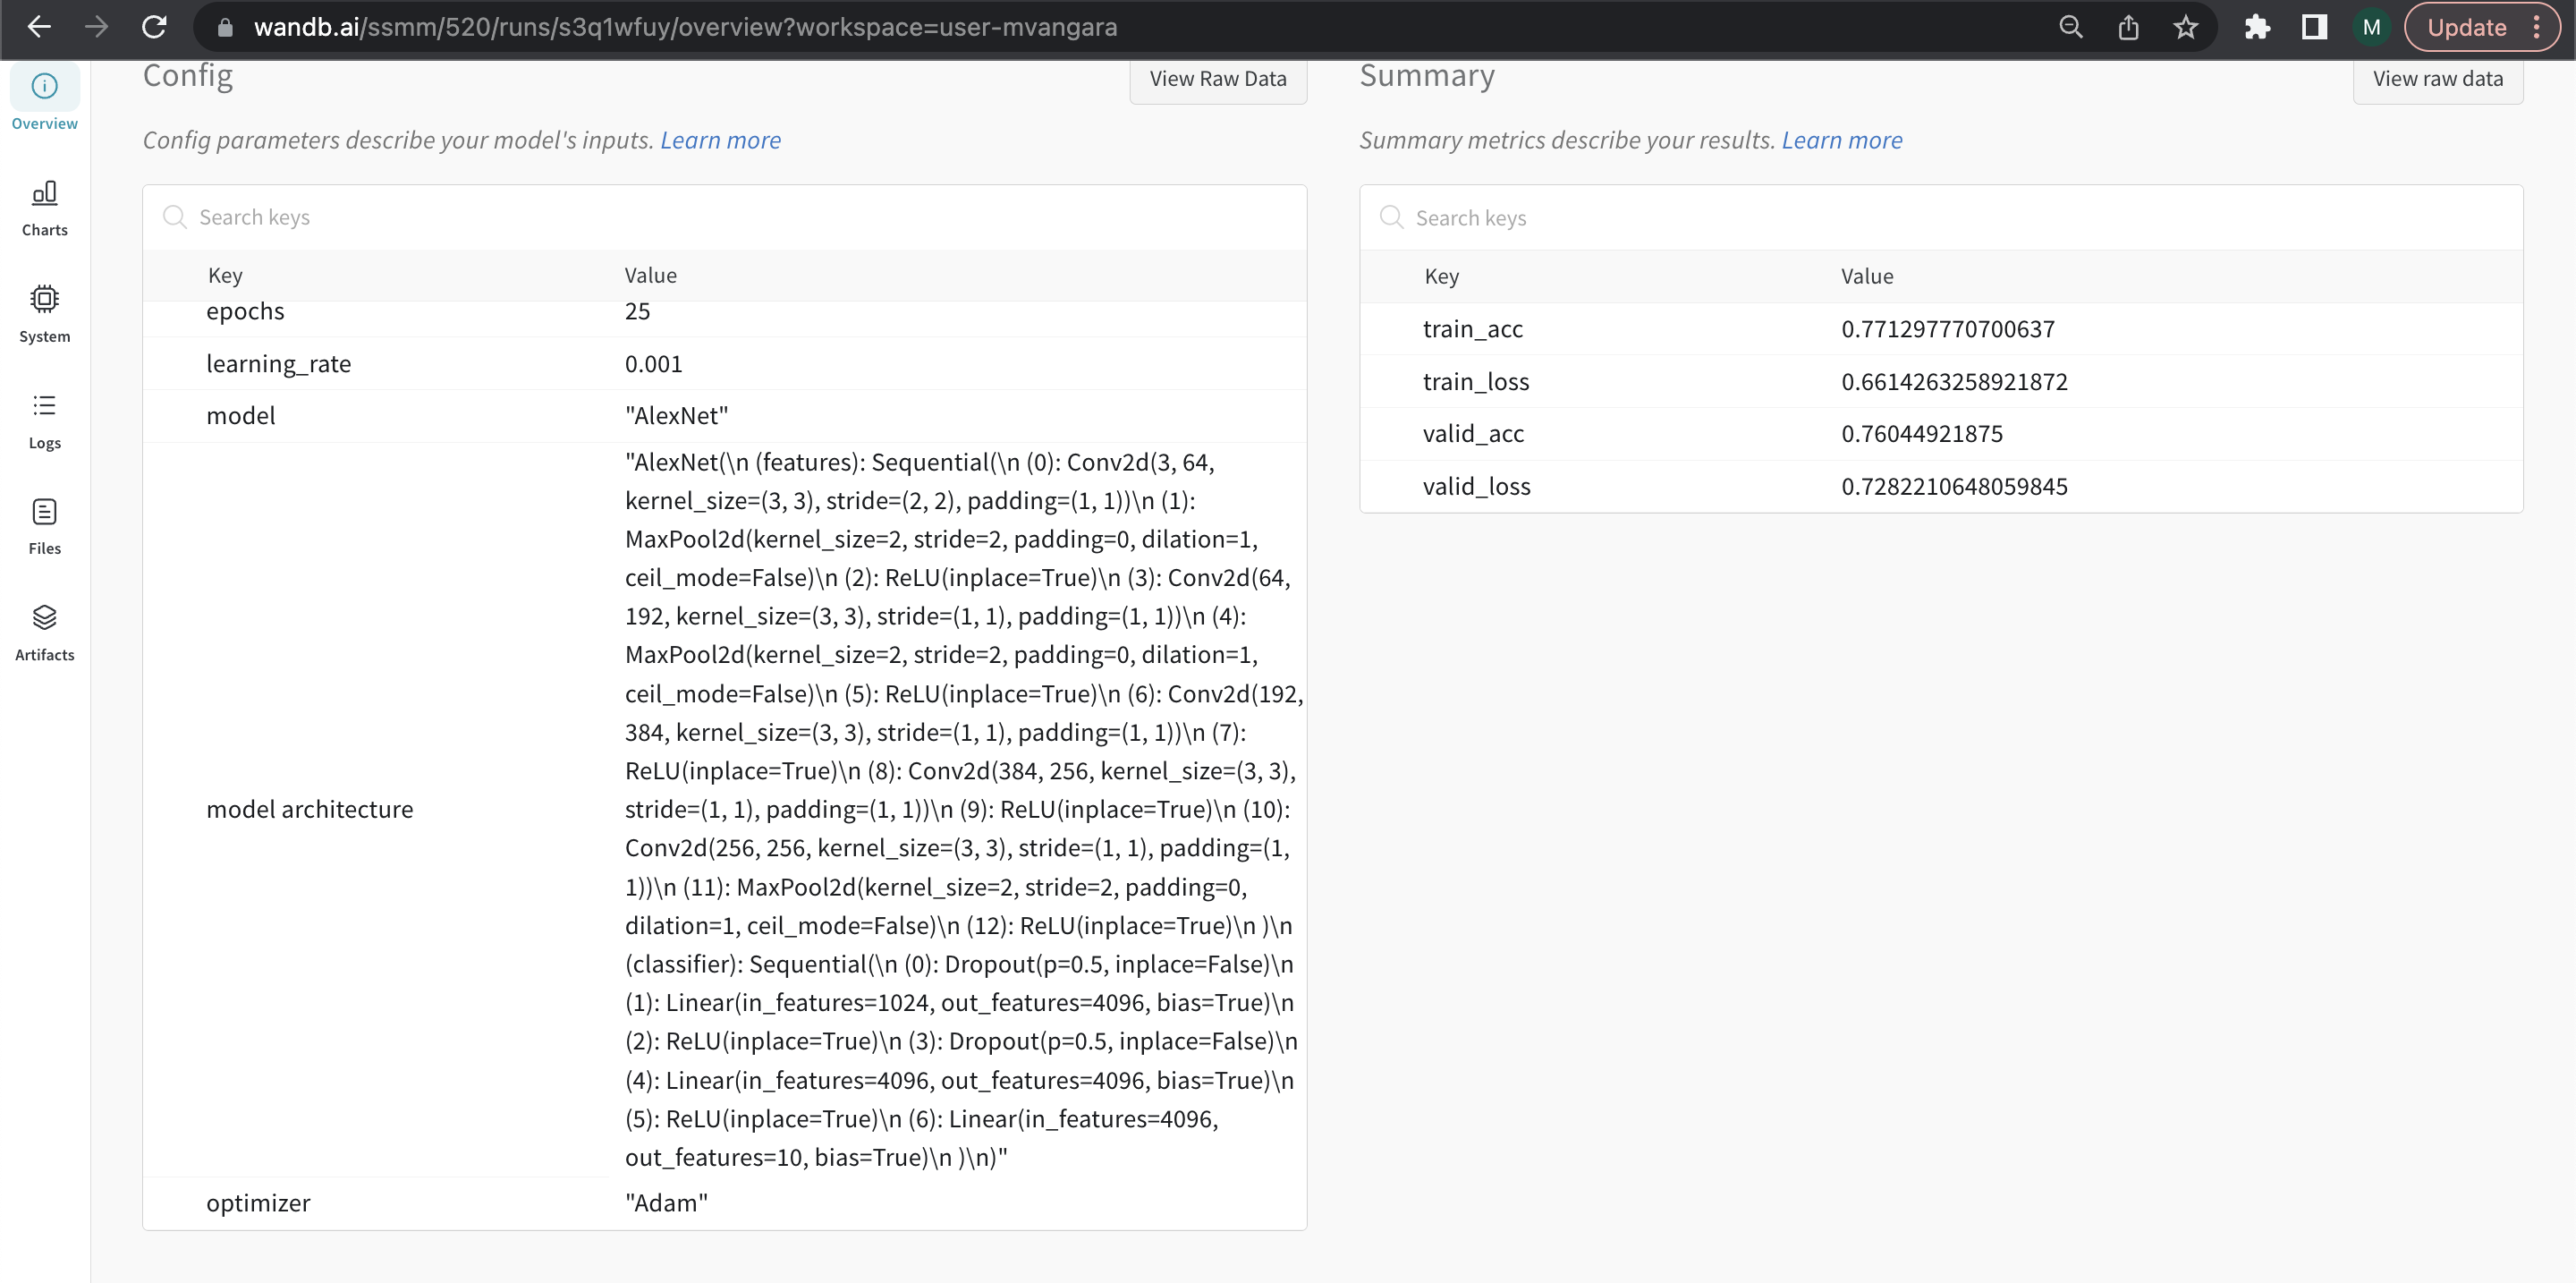 wandb.ai/ssmm/520/runs/s3q1wfuy/overview?workspace=user-mvangara
M
Update
Overview
Charts
System
Logs
Files
Artifacts
Config
View Raw Data
Config parameters describe your model's inputs. Learn more
Search keys
Key Value
epochs 25
learning_rate 0.001
model "AlexNet"
model architecture
"AlexNet(\n (features): Sequential(\n (0): Conv2d(3, 64,
kernel_size=(3, 3), stride=(2, 2), padding=(1, 1))\n (1):
MaxPool2d(kernel_size=2, stride=2, padding=0, dilation=1,
ceil_mode=False)\n (2): ReLU(inplace=True)\n (3): Conv2d(64,
192, kernel_size=(3, 3), stride=(1, 1), padding=(1, 1))\n (4):
MaxPool2d(kernel_size=2, stride=2, padding=0, dilation=1,
ceil_mode=False)\n (5): ReLU(inplace=True)\n (6): Conv2d(192,
384, kernel_size=(3, 3), stride=(1, 1), padding=(1, 1))\n (7):
ReLU(inplace=True)\n (8): Conv2d(384, 256, kernel_size=(3, 3),
stride=(1, 1), padding=(1, 1))\n (9): ReLU(inplace=True)\n (10):
Conv2d(256, 256, kernel_size=(3, 3), stride=(1, 1), padding=(1,
1))\n (11): MaxPool2d(kernel_size=2, stride=2, padding=0,
dilation=1, ceil_mode=False)\n (12): ReLU(inplace=True)\n )\n
(classifier): Sequential(\n (0): Dropout(p=0.5, inplace=False)\n
(1): Linear(in_features=1024, out_features=4096, bias=True)\n
(2): ReLU(inplace=True)\n (3): Dropout(p=0.5, inplace=False)\n
(4): Linear(in_features=4096, out_features=4096, bias=True)\n
(5): ReLU(inplace=True)\n (6): Linear(in_features=4096,
out_features=10, bias=True)\n )\n)"
optimizer "Adam"
Summary
View raw data
Summary metrics describe your results. Learn more
Search keys
Key Value
train_acc 0.771297770700637
train_loss 0.6614263258921872
valid_acc 0.76044921875
valid_loss 0.7282210648059845